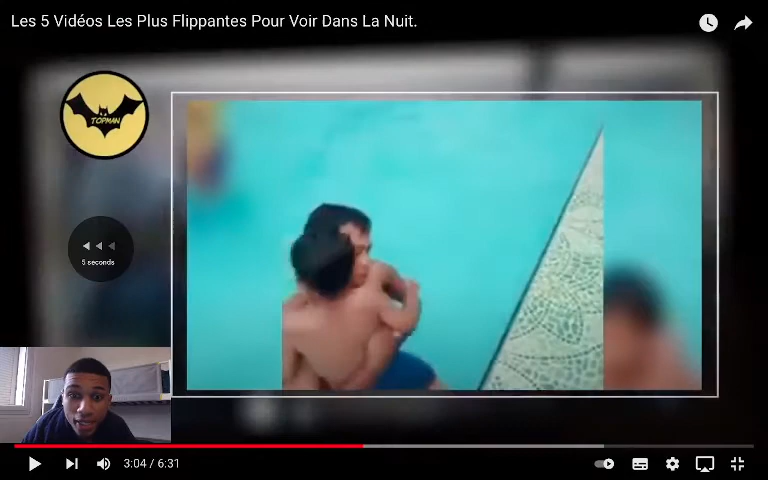 Les 5 Vidéos Les Plus Flippantes Pour Voir Dans La Nuit.
TOPMAN
5 seconds
3:04 / 6:31